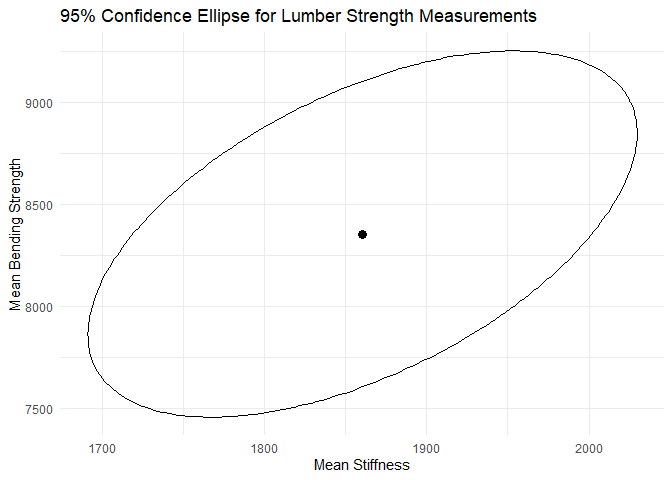 95% Confidence Ellipse for Lumber Strength Measurements
Mean Bending Strength
9000
8500
8000
7500
1700 1800 1900 2000
Mean Stiffness